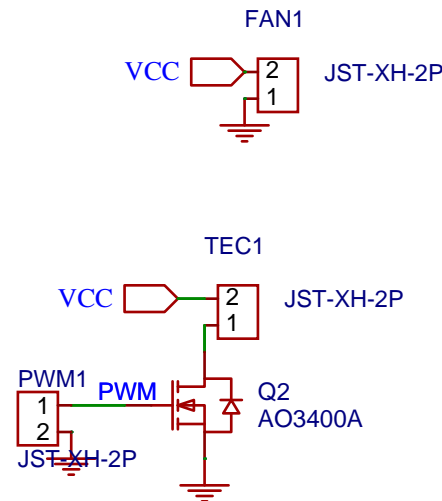 FAN1
VCC
2
JST-XH-2P
1
TEC1
VCC
2
JST-XH-2P
1
PWM1
PWM
Q2
1
AO3400A
2
JST-XH-2P